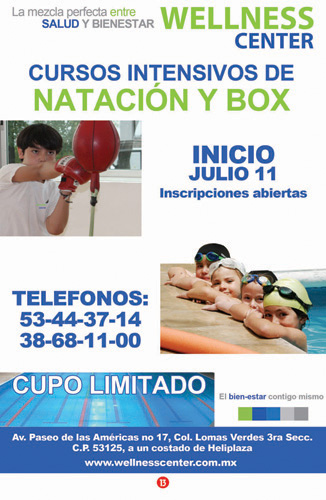 La mezcla perfecta entre
SALUD Y BIENESTAR
WELLNESS
CENTER
CURSOS INTENSIVOS DE
NATACIÓN Y BOX
INICIO
JULIO 11
Inscripciones abiertas
TELEFONOS:
53-44-37-14
38-68-11-00
CUPO LIMITADO
El bien-estar contigo mismo
Av. Paseo de las Américas no 17, Col. Lomas Verdes 3ra Secc.
C.P. 53125, a un costado de Heliplaza
www.wellnesscenter.com.mx
13